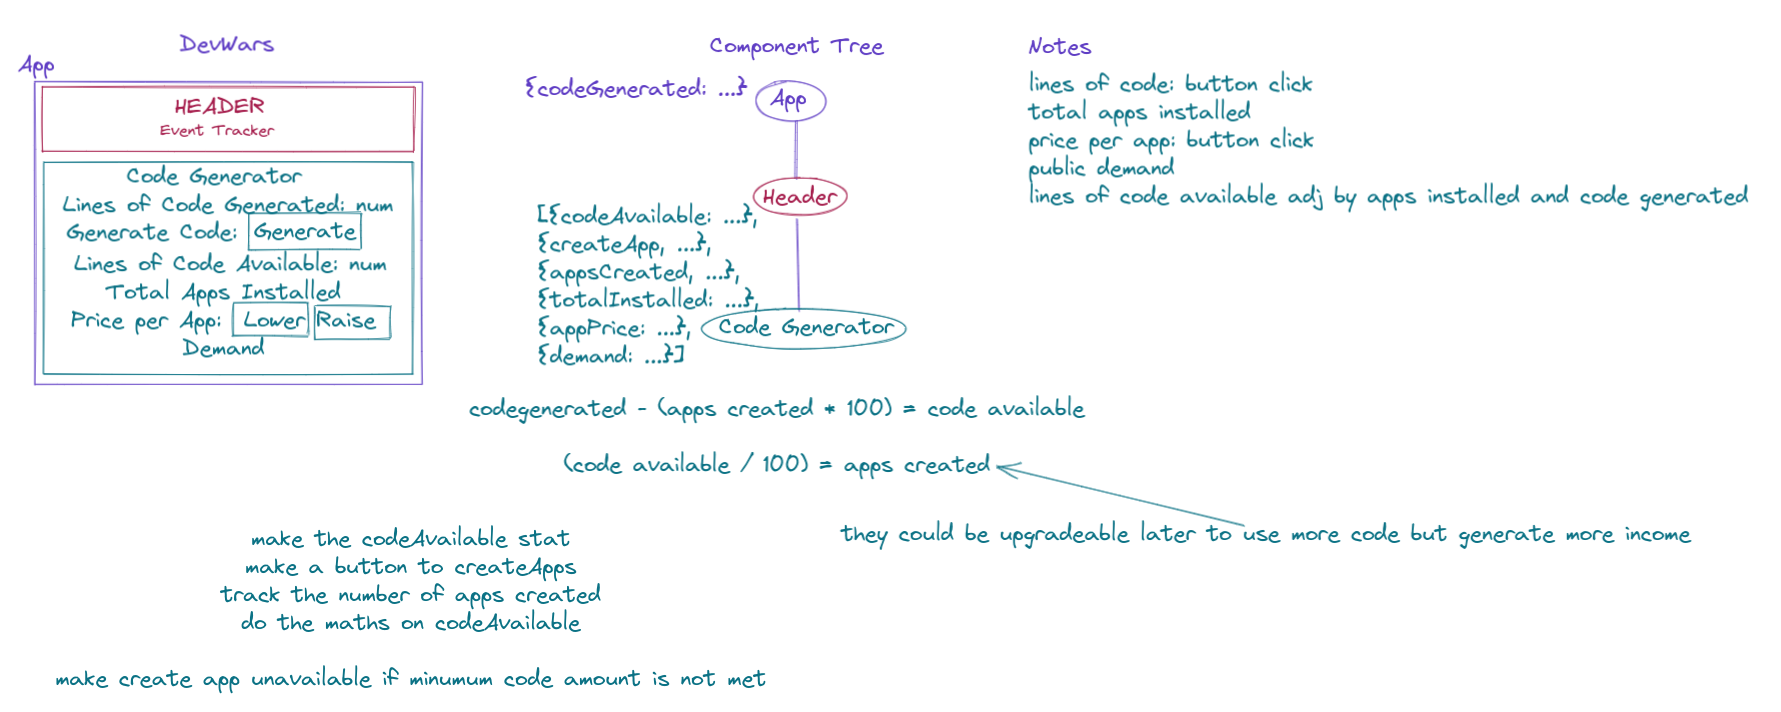 DevWars
App
HEADER
Event Tracker
Code Generator
Lines of Code Generated: num
Generate Code: Generate
Lines of Code Available: num
Total Apps Installed
Price per App: Lower Raise
Demand
Component Tree
{codeGenerated: ...}
App
Header
[{codeAvailable: ...},
{createApp, ...},
{appsCreated, ...},
{totalInstalled: ...},
{appPrice: ...},
{demand: ...}]
Code Generator
Notes
lines of code: button click
total apps installed
price per app: button click
public demand
lines of code available adj by apps installed and code generated
codegenerated - (apps created * 100) = code available
(code available / 100) = apps created
they could be upgradeable later to use more code but generate more income
make the codeAvailable stat
make a button to createApps
track the number of apps created
do the maths on codeAvailable
make create app unavailable if minumum code amount is not met